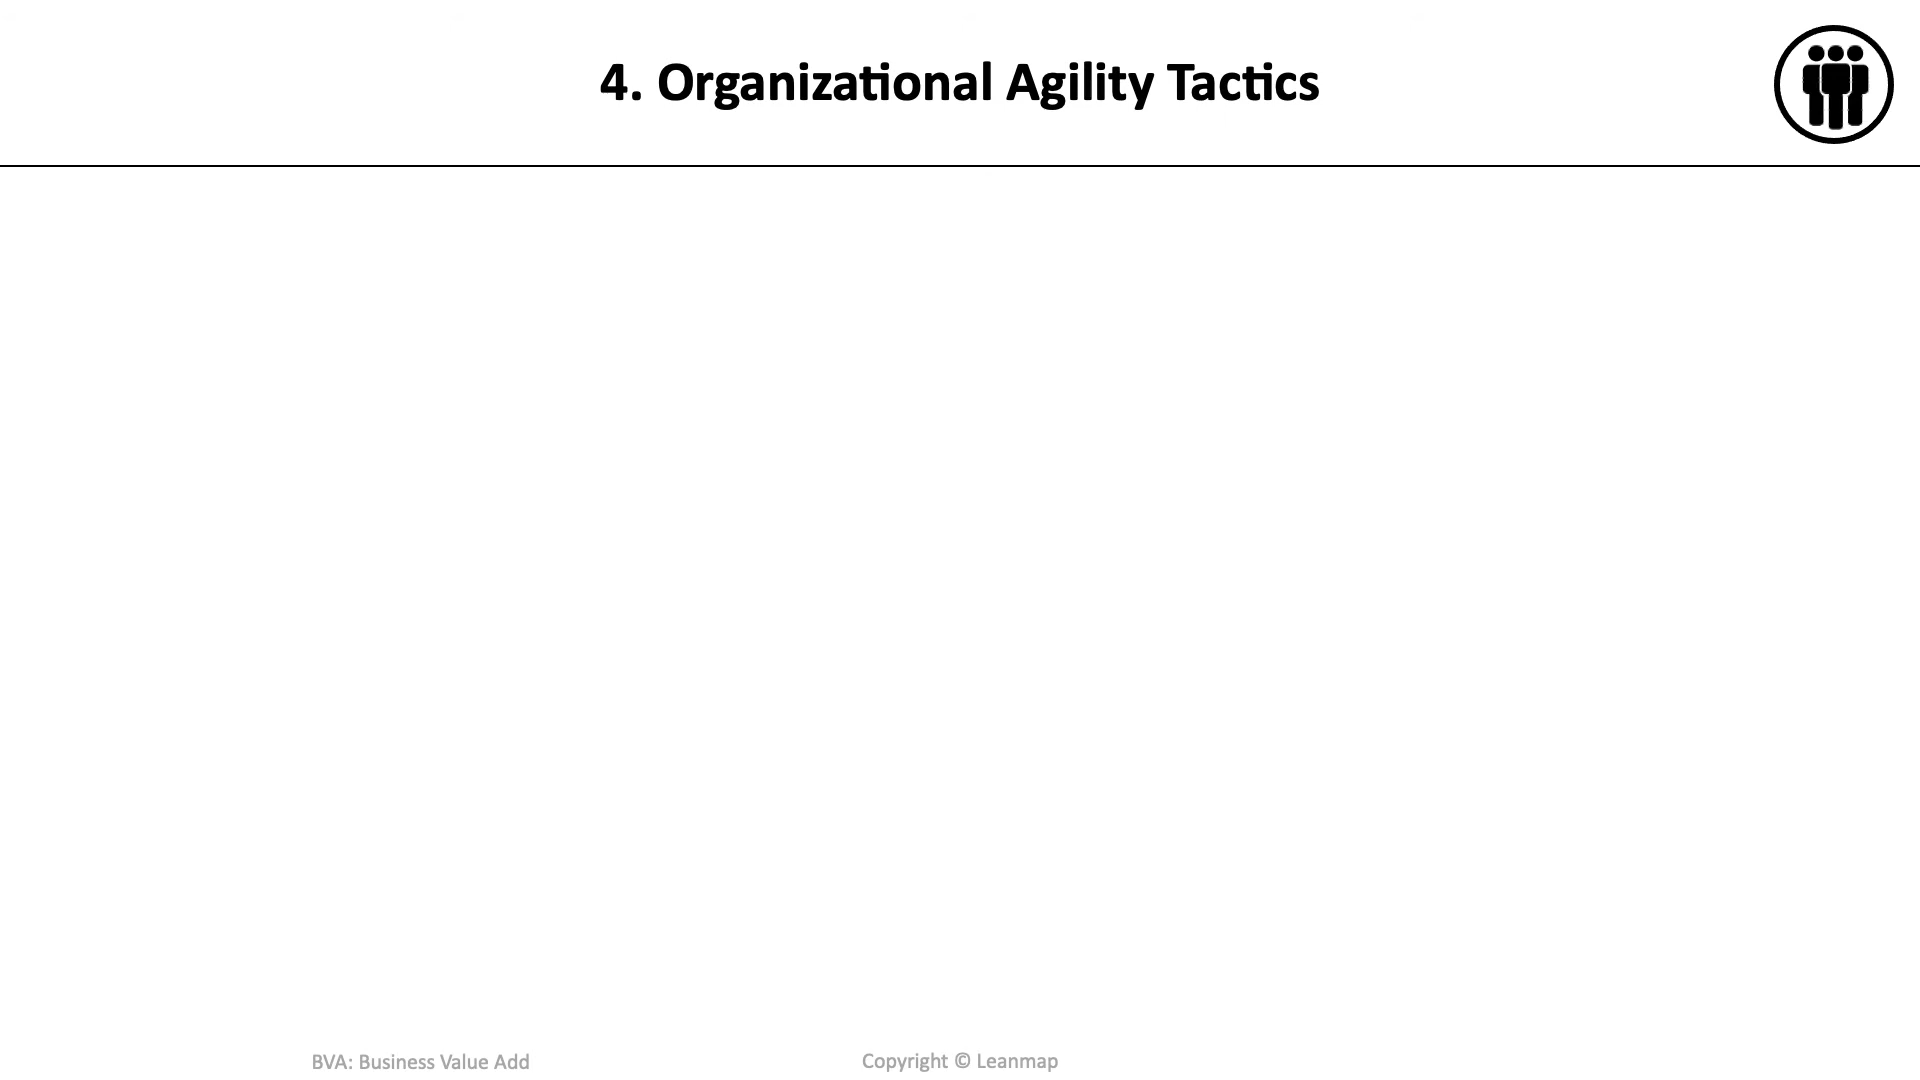 4. Organizational Agility Tactics
BVA: Business Value Add
Copyright © Leanmap